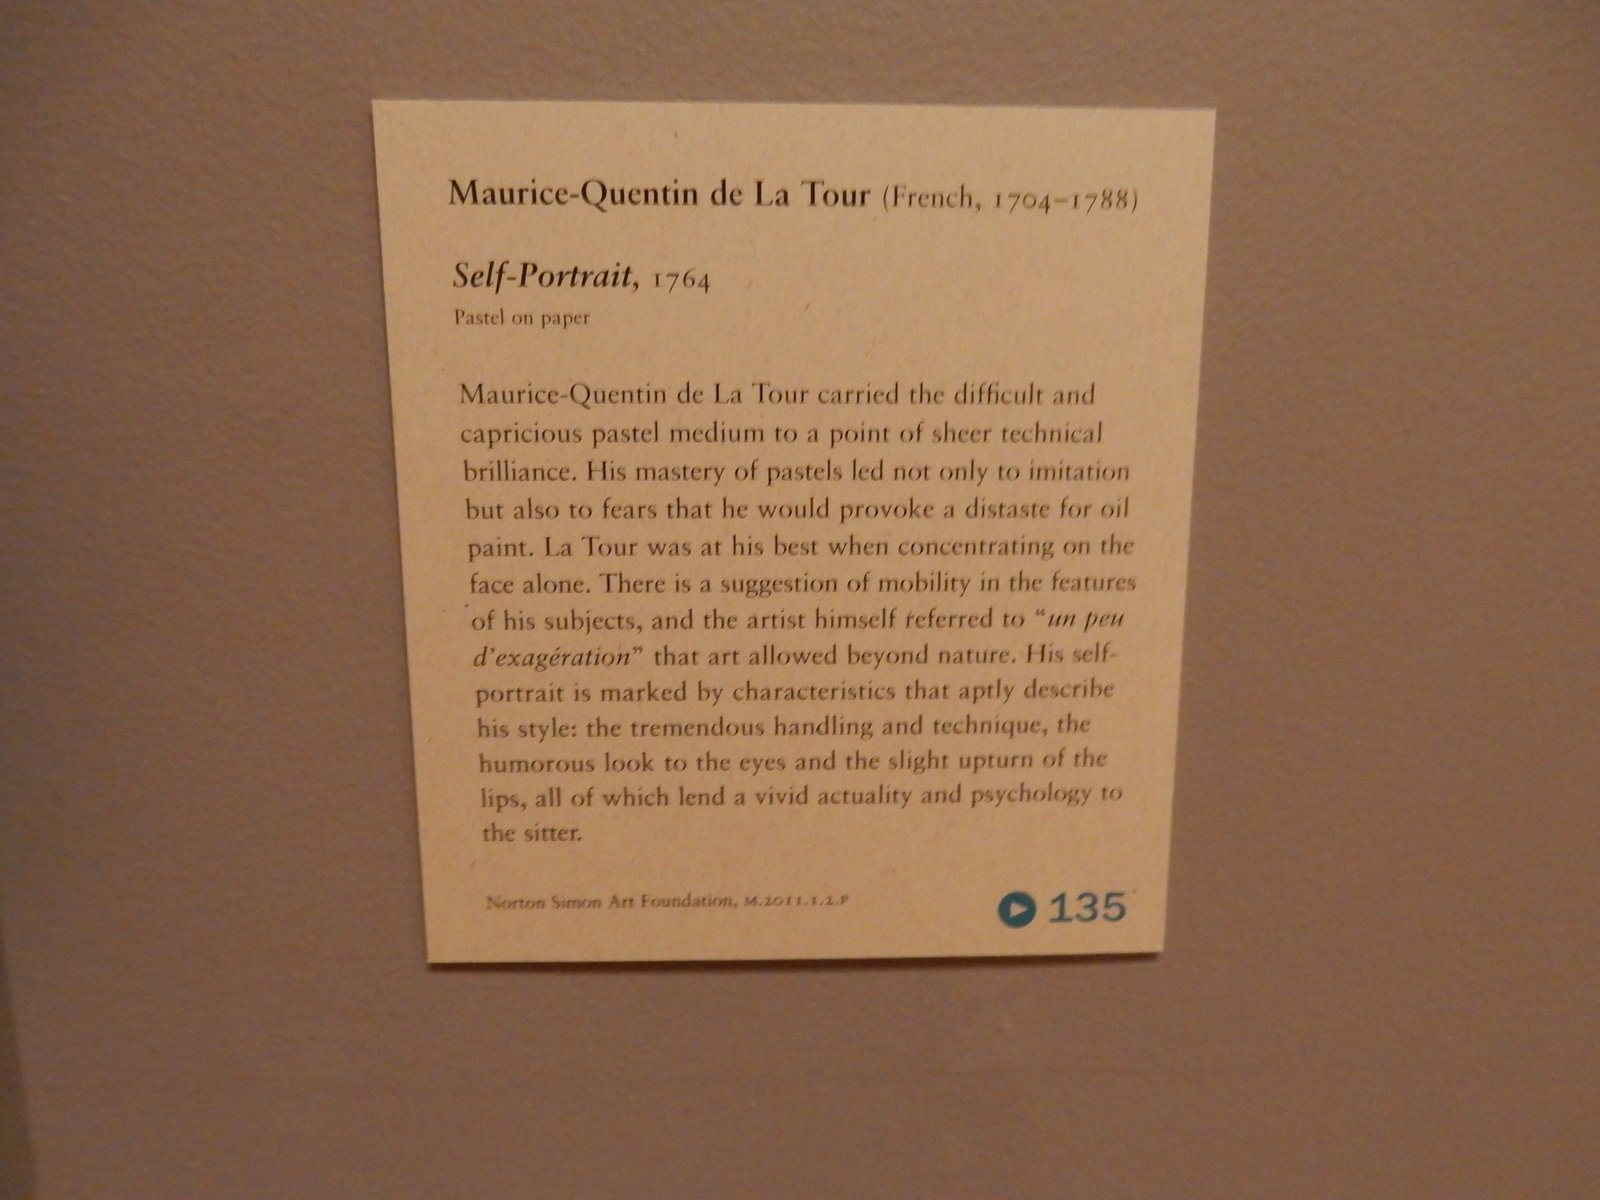 Maurice-Quentin de La Tour (French, 1704–1788)
Self-Portrait, 1764
Pastel on paper
Maurice-Quentin de La Tour carried the difficult and
capricious pastel medium to a point of sheer technical
brilliance. His mastery of pastels led not only to imitation
but also to fears that he would provoke a distaste for oil
paint. La Tour was at his best when concentrating on the
face alone. There is a suggestion of mobility in the features
of his subjects, and the artist himself referred to “un peu
d’exagération” that art allowed beyond nature. His self-
portrait is marked by characteristics that aptly describe
his style: the tremendous handling and technique, the
humorous look to the eyes and the slight upturn of the
lips, all of which lend a vivid actuality and psychology to
the sitter.
Norton Simon Art Foundation, M.2011.1.2.P
135